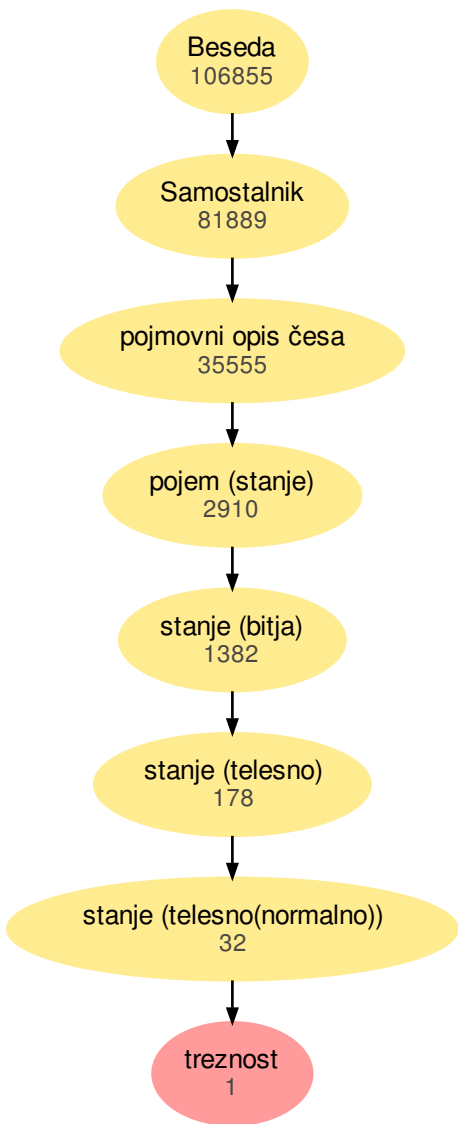 Beseda
106855
Samostalnik
81889
pojmovni opis česa
35555
pojem (stanje)
2910
stanje (bitja)
1382
stanje (telesno)
178
stanje (telesno(normalno))
32
treznost
1